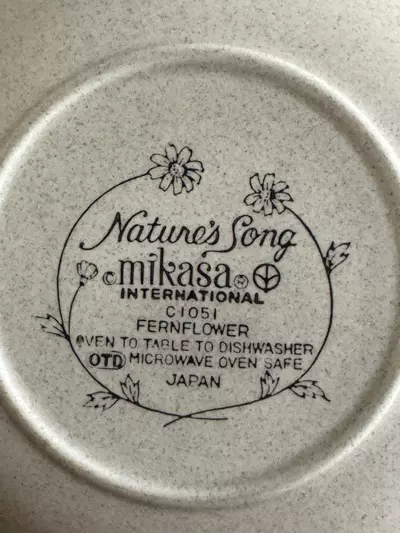 Nature's Song
©mikasa®
INTERNATIONAL
C1051
FERNFLOWER
OVEN TO TABLE TO DISHWASHER
OTD MICROWAVE OVEN SAFE
JAPAN